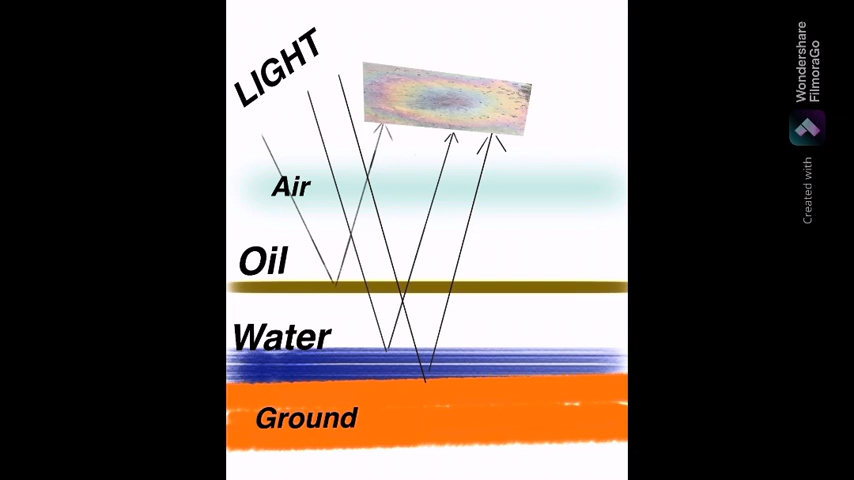 LIGHT
Air
Oil
Water
Ground
Created with
Wondershare
FilmoraGo